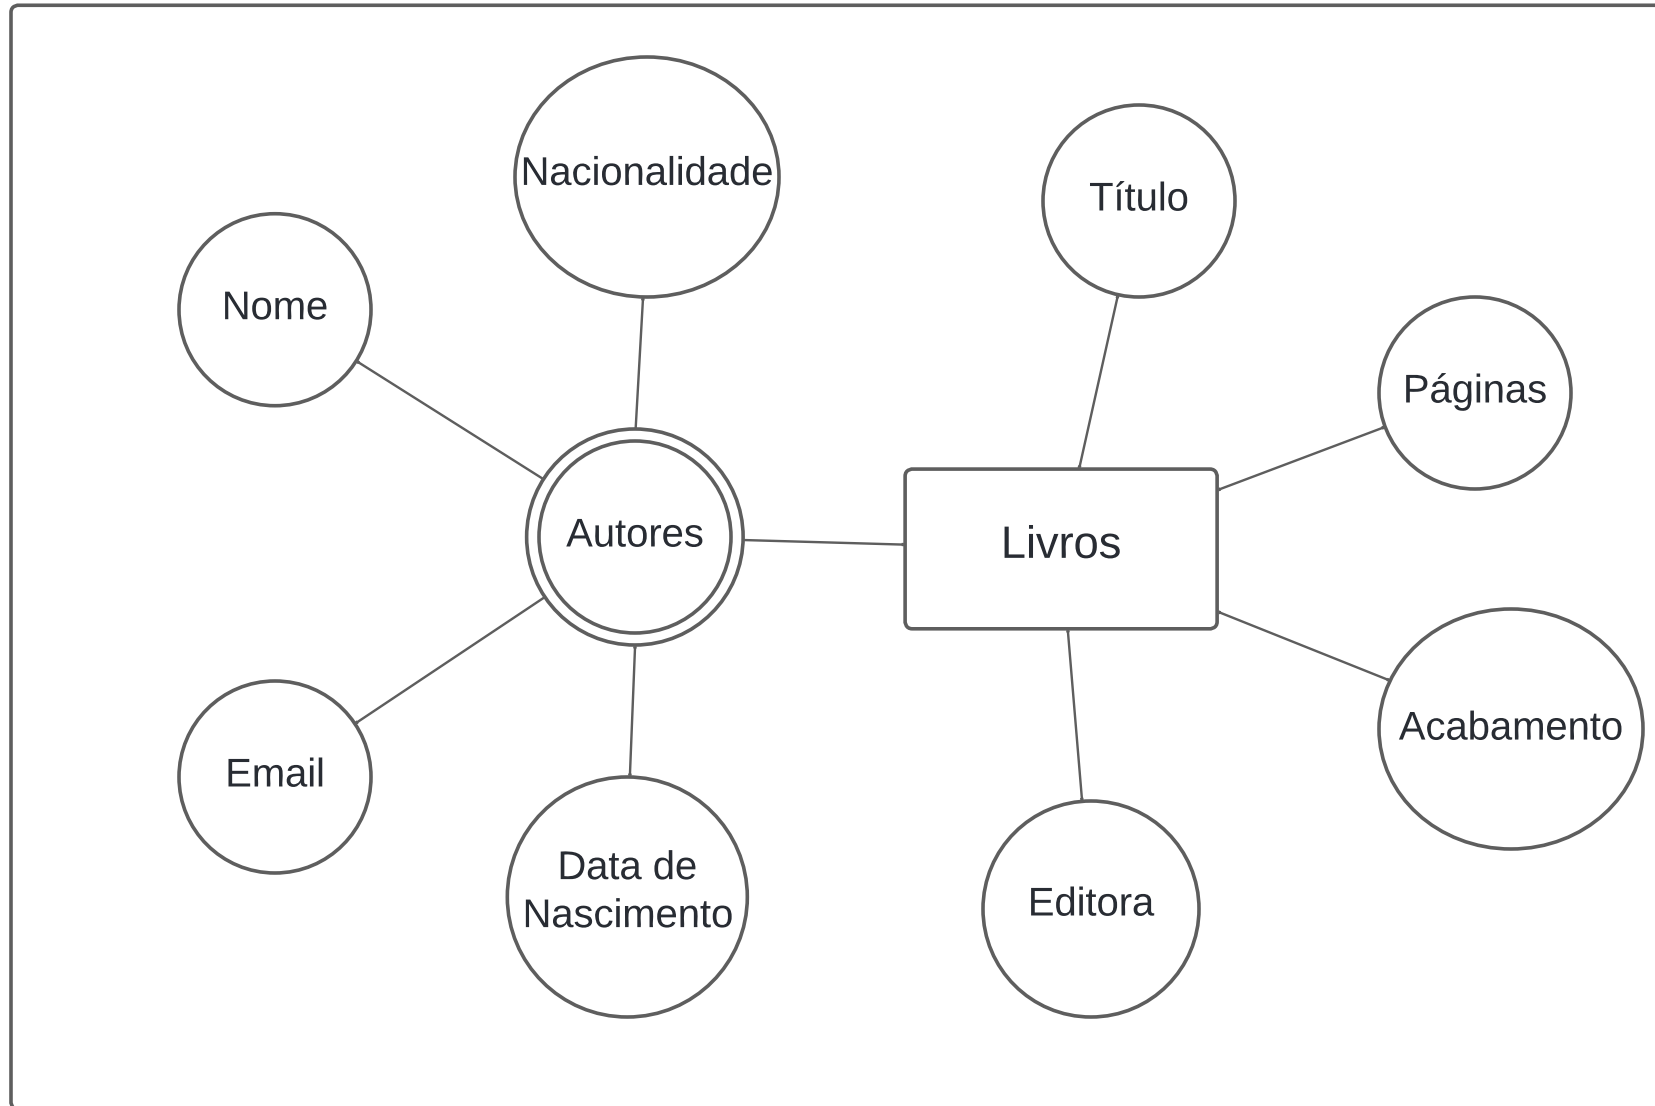 Nacionalidade
Título
Nome
Páginas
Autores
Livros
Acabamento
Email
Data de
Nascimento
Editora